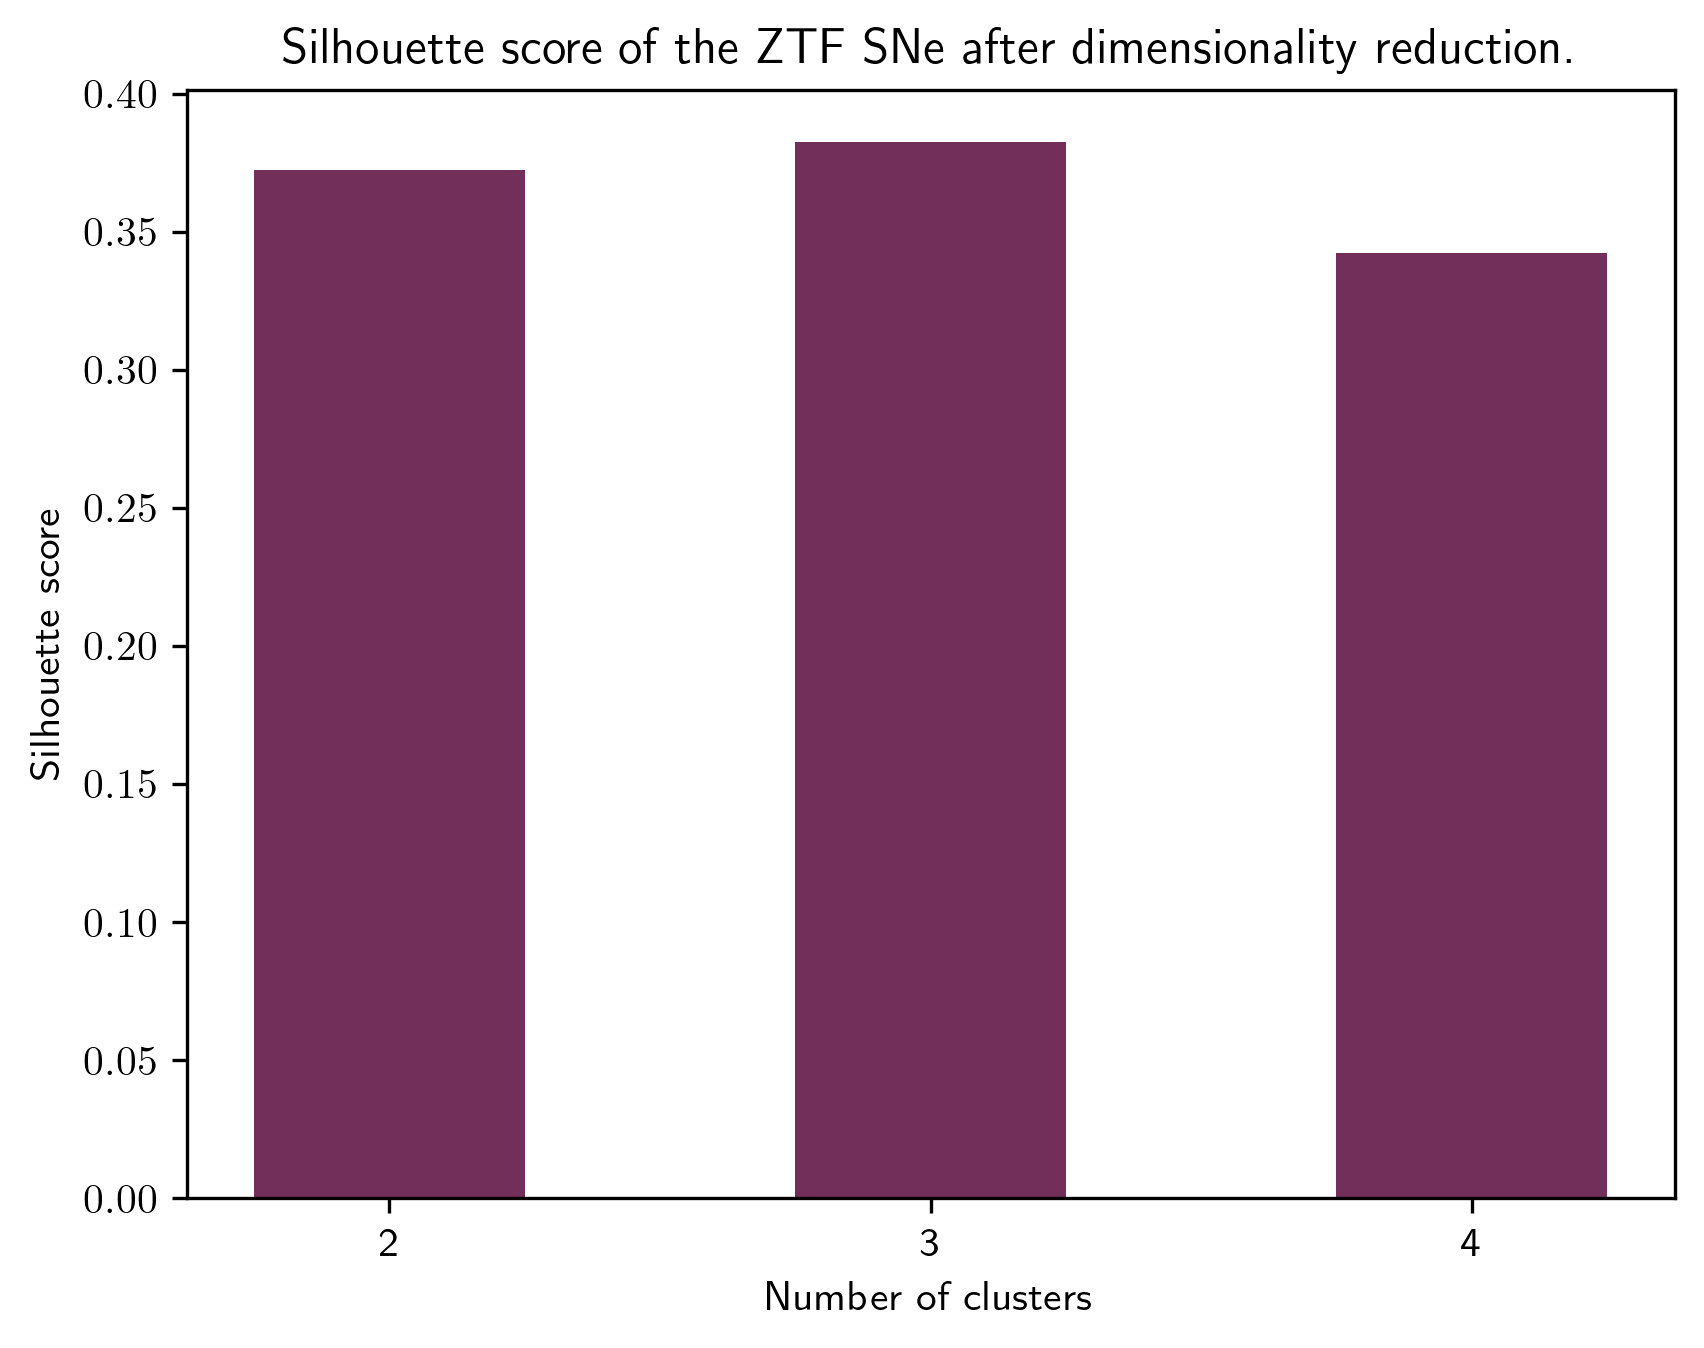 Silhouette score of the ZTF SNe after dimensionality reduction.
0.40
0.35
0.30
0.25
0.20
0.15
0.10
0.05
0.00
Silhouette score
2 3 4
Number of clusters